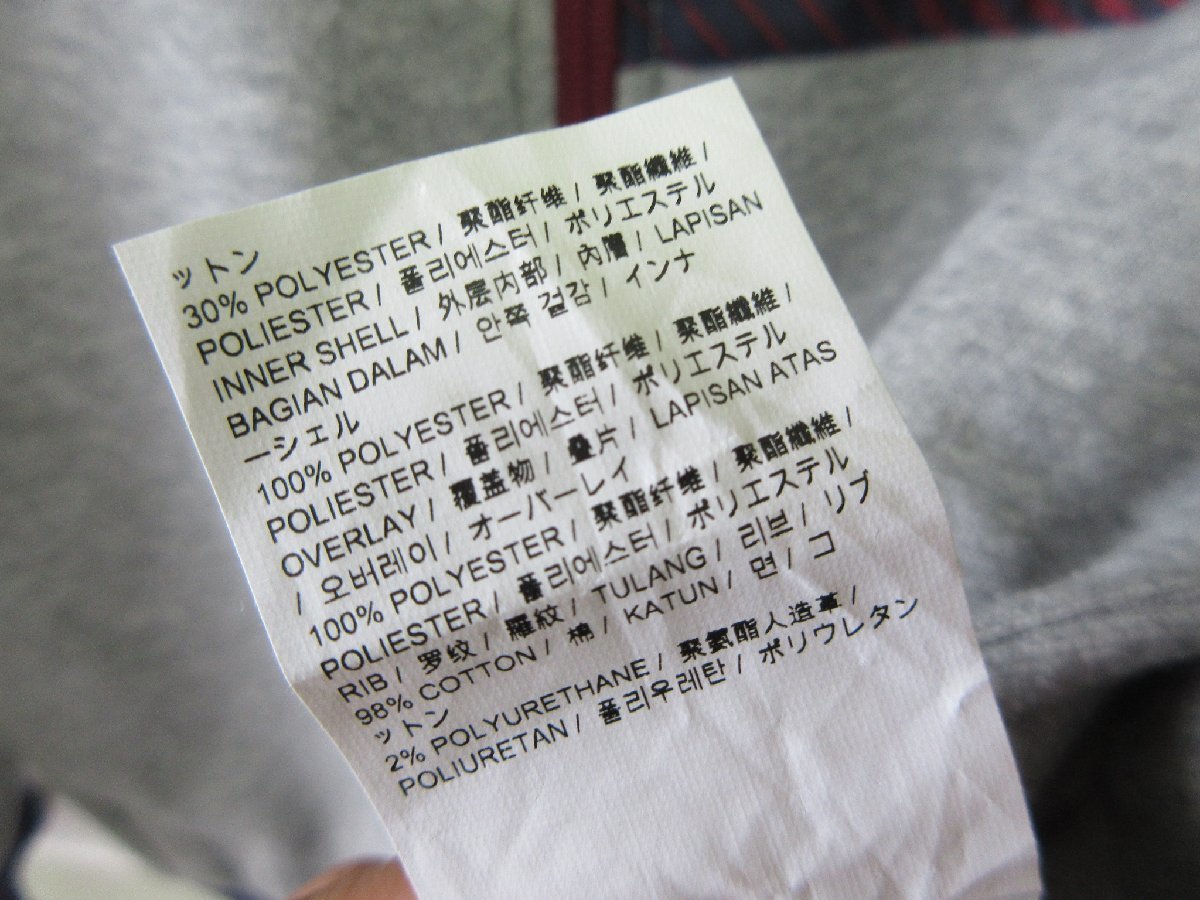 ットン
30% POLYESTER / 聚酯纤维 / 聚酯纖維 /
POLIESTER / 폴리에스터 / ポリエステル
INNER SHELL / 外层内部 / 內層 / LAPISAN
BAGIAN DALAM / 안쪽 겉감 / インナ
ーシェル
100% POLYESTER / 聚酯纤维 / 聚酯纖維 /
POLIESTER / 폴리에스터 / ポリエステル
OVERLAY / 覆盖物 / 疊片 / LAPISAN ATAS
/ 오버레이 / オーバーレイ
100% POLYESTER / 聚酯纤维 / 聚酯纖維 /
POLIESTER / 폴리에스터 / ポリエステル
RIB / 罗纹 / 羅紋 / TULANG / 리브 / リブ
98% COTTON / 棉 / KATUN / 면 / コ
ットン
2% POLYURETHANE / 聚氨酯人造革 /
POLIURETAN / 폴리우레탄 / ポリウレタン